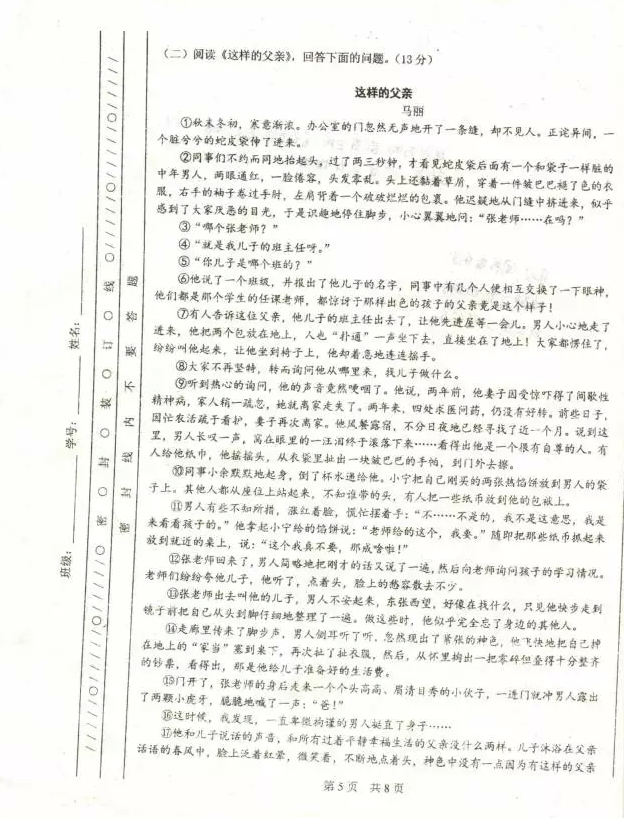 (二)阅读《这样的父亲》，回答下面的问题。(13分)
这样的父亲
马丽
①秋末冬初，寒意渐浓。办公室的门忽然无声地开了一条缝，却不见人。正诧异间，一
个脏兮兮的蛇皮袋伸了进来。
②同事们不约而同地抬起头。过了两三秒钟，才看见蛇皮袋后面有一个和袋子一样脏的
中年男人，两眼通红，一脸倦容，头发零乱。头上还黏着草屑，穿着一件皱巴巴褪了色的衣
服，右手的袖子卷过手肘，左肩背着一个破破烂烂的包裹。他迟疑地从门缝中挤进来，似乎
感到了大家厌恶的目光，于是识趣地停住脚步，小心翼翼地问：“张老师……在吗？”
③“哪个张老师？”
④“就是我儿子的班主任呀。”
⑤“你儿子是哪个班的？”
⑥他说了一个班级，并报出了他儿子的名字，同事中有几个人便相互交换了一下眼神，
他们都是那个学生的任课老师，都惊讶于那样出色的孩子的父亲竟是这个样子！
⑦有人告诉这位父亲，他儿子的班主任出去了，让他先进屋等一会儿。男人小心地走了
进来，他把两个包放在地上，人也“扑通”一声坐下去，直接坐在了地上！大家都愣住了，
纷纷叫他起来，让他坐到椅子上，他却着急地连连摇手。
⑧大家不再坚持，转而询问他从哪里来，找儿子做什么。
⑨听到热心的询问，他的声音竟然哽咽了。他说，两年前，他妻子因受惊吓得了间歇性
精神病，家人稍一疏忽，她就离家走失了。两年来，四处求医问药，仍没有好转。前些日子，
因忙农活疏于看护，妻子再次离家。他风餐露宿，不分日夜地已经寻找了近一个月。说到这
里，男人长叹一声，窝在眼里的一汪泪终于滚落下来……看得出他是一个很有自尊的人。有
人给他纸巾，他摇摇头，从衣袋里扯出一块皱巴巴的手帕，到门外去擦。
⑩同事小余默默地起身，倒了杯水递给他。小宁把自己刚买的两张热馅饼放到男人的袋
子上。其他人都从座位上站起来，不知谁带的头，有人把一些纸币放到他的包袱上。
⑪男人有些不知所措，涨红着脸，慌忙摆着手：“不……不是的，我不是这意思，我是
来看看孩子的。”他拿起小宁给的馅饼说：“老师给的这个，我要。”随即把那些纸币抓起来
放到就近的桌上，说：“这个我真不要，那成啥啦！”
⑫张老师回来了，男人简略地把刚才的话又说了一遍，然后向老师询问孩子的学习情况。
老师们纷纷夸他儿子，他听了，点着头，脸上的愁容散去不少。
⑬张老师出去叫他的儿子，男人不安起来，东张西望，好像在找什么，只见他快步走到
镜子前把自己从头到脚仔细地整理了一遍。做这些时，他似乎完全忘了身边的其他人。
⑭走廊里传来了脚步声，男人侧耳听了听，忽然现出了紧张的神色，他飞快地把自己掉
在地上的“家当”塞到桌下，再次扯了扯衣服，然后，从怀里掏出一把零碎但叠得十分整齐
的钞票，看得出，那是他给儿子准备好的生活费。
⑮门开了，张老师的身后走来一个个头高高、眉清目秀的小伙子，一进门就冲男人露出
了两颗小虎牙，脆脆地喊了一声：“爸！”
⑯这时候，我发现，一直卑微拘谨的男人挺直了身子……
⑰他和儿子说话的声音，和所有过着平静幸福生活的父亲没什么两样。儿子沐浴在父亲
话语的春风中，脸上泛着红晕，微笑着，不断地点着头，神色中没有一点因为有这样的父亲
第5页 共8页
班级：
学号：
姓名：
密 封 装 订 线
密 封 线 内 不 要 答 题